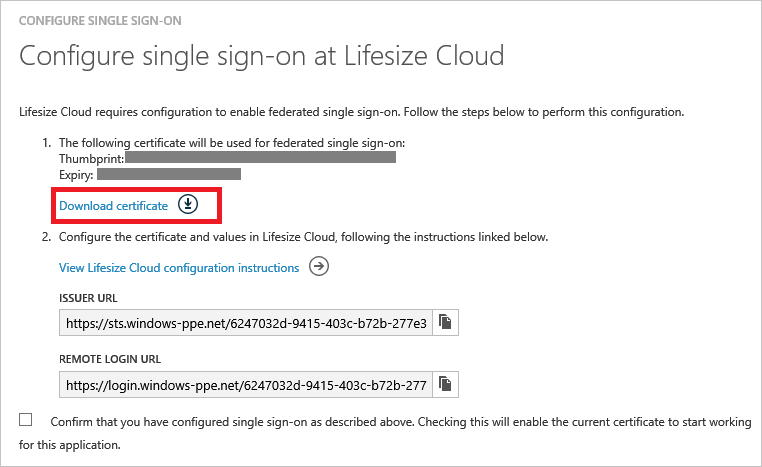 CONFIGURE SINGLE SIGN-ON
Configure single sign-on at Lifesize Cloud
Lifesize Cloud requires configuration to enable federated single sign-on. Follow the steps below to perform this configuration.
1. The following certificate will be used for federated single sign-on:
Thumbprint:
Expiry:
Download certificate
2. Configure the certificate and values in Lifesize Cloud, following the instructions linked below.
View Lifesize Cloud configuration instructions
ISSUER URL
https://sts.windows-ppe.net/6247032d-9415-403c-b72b-277e3
REMOTE LOGIN URL
https://login.windows-ppe.net/6247032d-9415-403c-b72b-277
Confirm that you have configured single sign-on as described above. Checking this will enable the current certificate to start working
for this application.